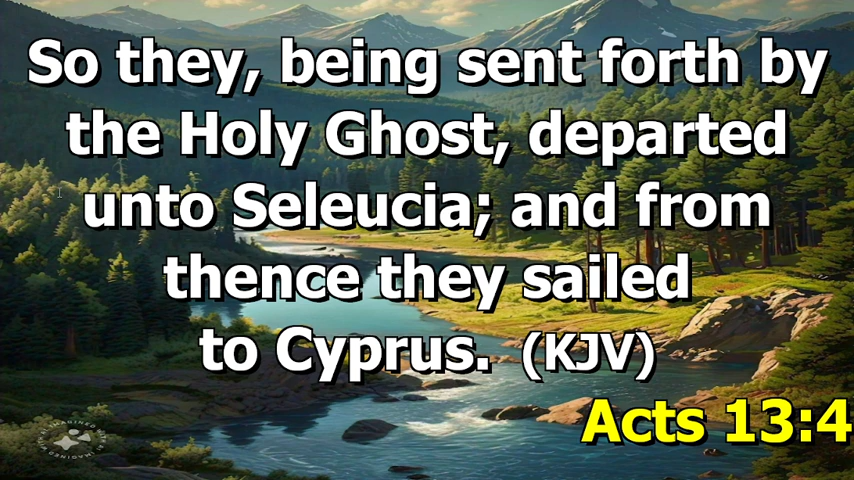 So they, being sent forth by
the Holy Ghost, departed
unto Seleucia; and from
thence they sailed
to Cyprus. (KJV)
Acts 13:4